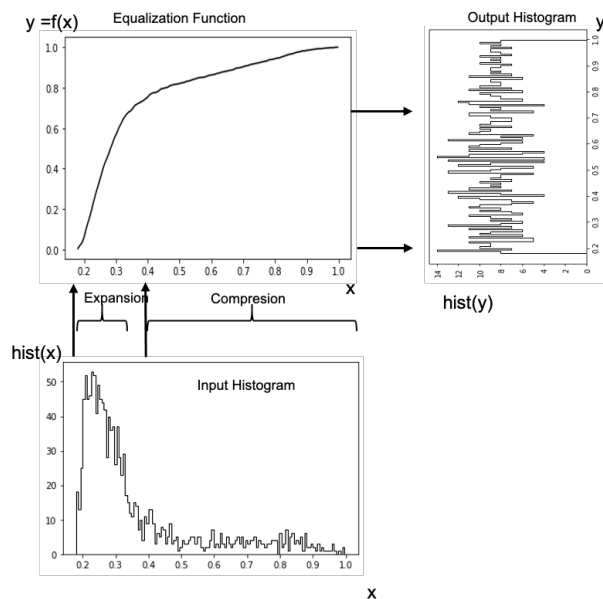 y =f(x)
Equalization Function
Output Histogram
y
1.0
0.8
0.6
0.4
0.2
0.0
0.2 0.3 0.4 0.5 0.6 0.7 0.8 0.9 1.0
x
1.0
0.9
0.8
0.7
0.6
0.5
0.4
0.3
0.2
14 12 10 8 6 4 2 0
hist(y)
Expansion
Compresion
hist(x)
Input Histogram
50
40
30
20
10
0
0.2 0.3 0.4 0.5 0.6 0.7 0.8 0.9 1.0
x